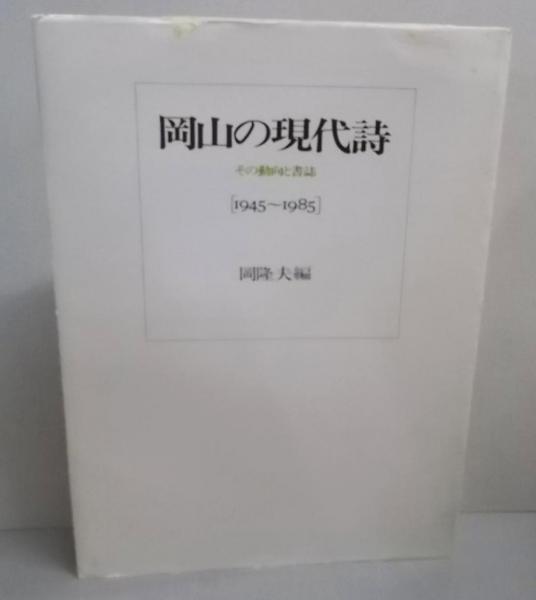 岡山の現代詩
その動向と書誌
[1945～1985]
岡隆夫編